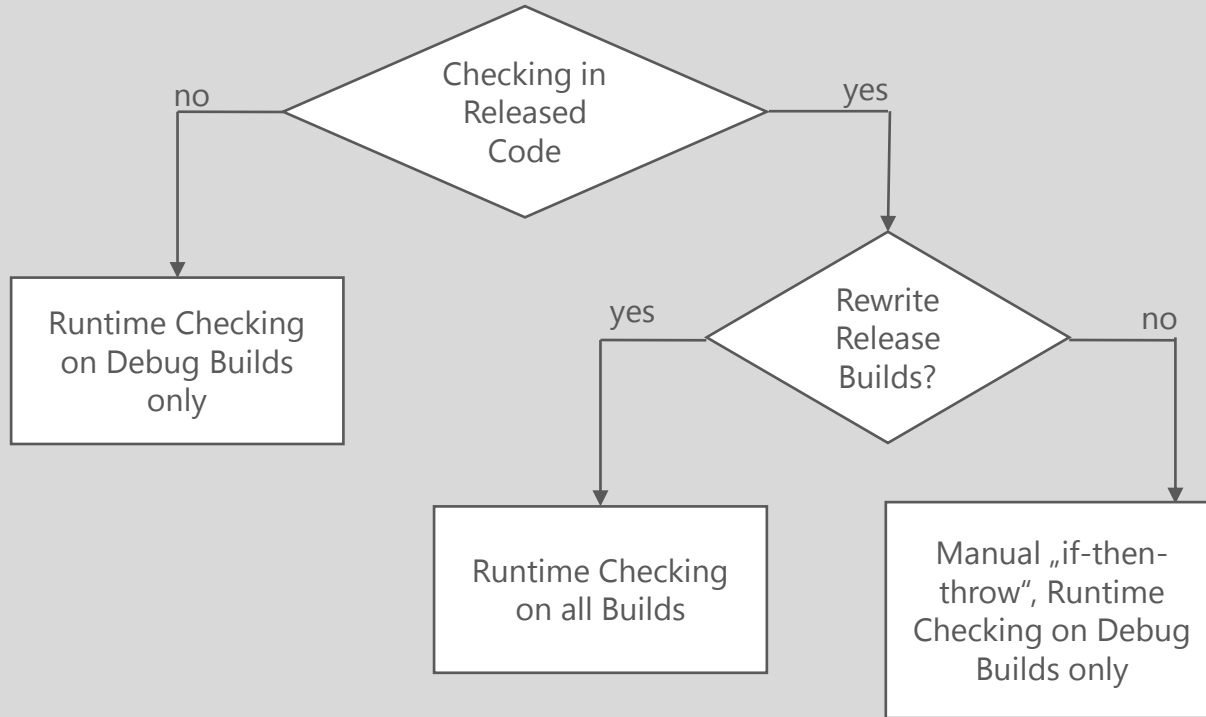 Checking in
Released
Code
no
yes
Runtime Checking
on Debug Builds
only
Rewrite
Release
Builds?
yes
no
Runtime Checking
on all Builds
Manual „if-then-
throw“, Runtime
Checking on Debug
Builds only